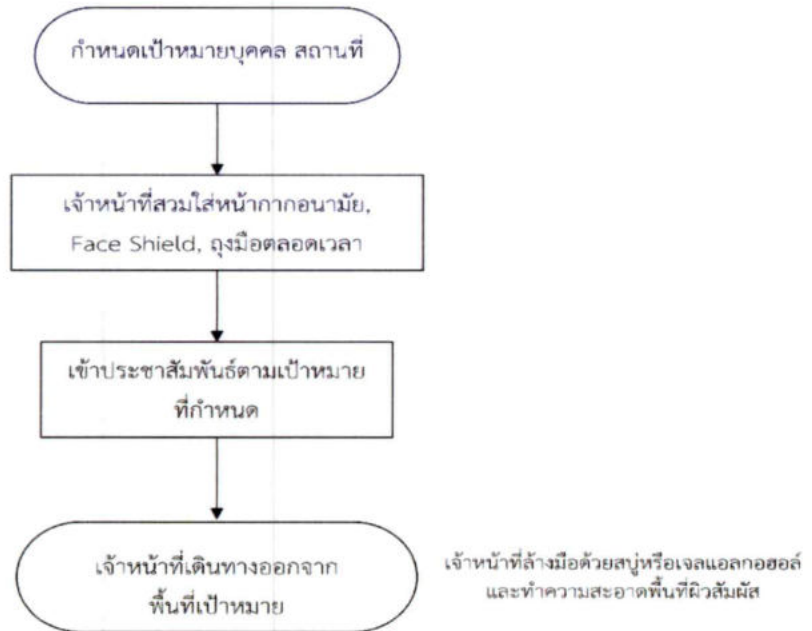 กำหนดเป้าหมายบุคคล สถานที่
เจ้าหน้าที่สวมใส่หน้ากากอนามัย,
Face Shield, ถุงมือตลอดเวลา
เข้าประชาสัมพันธ์ตามเป้าหมาย
ที่กำหนด
เจ้าหน้าที่เดินทางออกจาก
พื้นที่เป้าหมาย
เจ้าหน้าที่ล้างมือด้วยสบู่หรือเจลแอลกอฮอล์
และทำความสะอาดพื้นที่ผิวสัมผัส